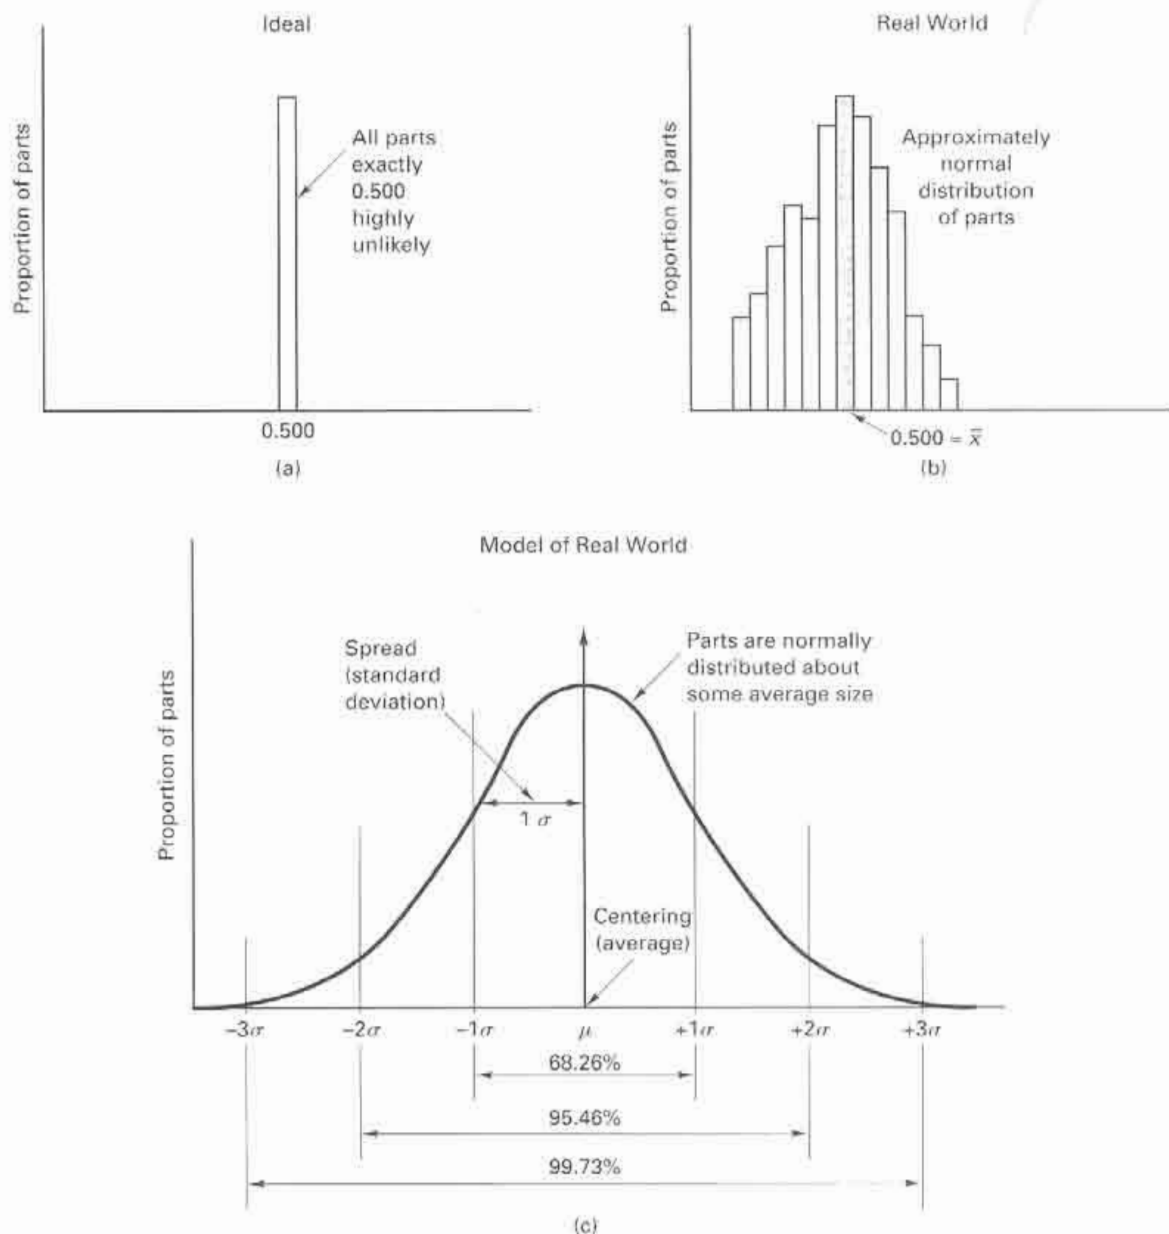 Ideal
Proportion of parts
All parts
exactly
0.500
highly
unlikely
0.500
(a)
Real World
Proportion of parts
Approximately
normal
distribution
of parts
0.500 = x̿
(b)
Model of Real World
Proportion of parts
Spread
(standard
deviation)
Parts are normally
distributed about
some average size
1 σ
Centering
(average)
−3σ −2σ −1σ μ +1σ +2σ +3σ
68.26%
95.46%
99.73%
(c)